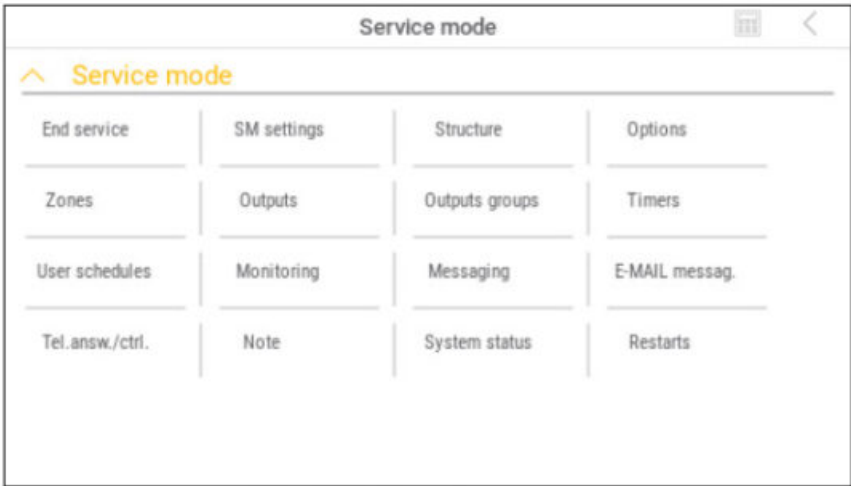 Service mode
Service mode
End service SM settings Structure Options
Zones Outputs Outputs groups Timers
User schedules Monitoring Messaging E-MAIL messag.
Tel.answ./ctrl. Note System status Restarts